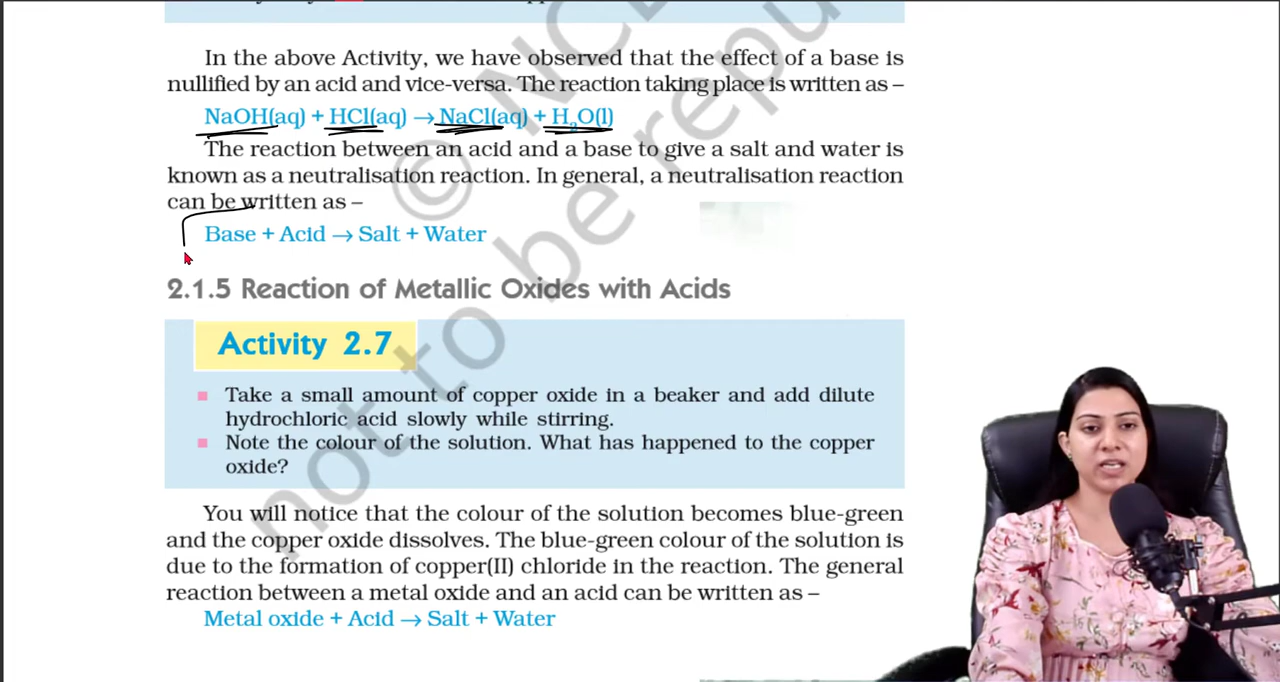 In the above Activity, we have observed that the effect of a base is
nullified by an acid and vice-versa. The reaction taking place is written as –
NaOH(aq) + HCl(aq) → NaCl(aq) + H₂O(l)
The reaction between an acid and a base to give a salt and water is
known as a neutralisation reaction. In general, a neutralisation reaction
can be written as –
Base + Acid → Salt + Water
2.1.5 Reaction of Metallic Oxides with Acids
Activity 2.7
Take a small amount of copper oxide in a beaker and add dilute
hydrochloric acid slowly while stirring.
Note the colour of the solution. What has happened to the copper
oxide?
You will notice that the colour of the solution becomes blue-green
and the copper oxide dissolves. The blue-green colour of the solution is
due to the formation of copper(II) chloride in the reaction. The general
reaction between a metal oxide and an acid can be written as –
Metal oxide + Acid → Salt + Water
© NC
not to be repu